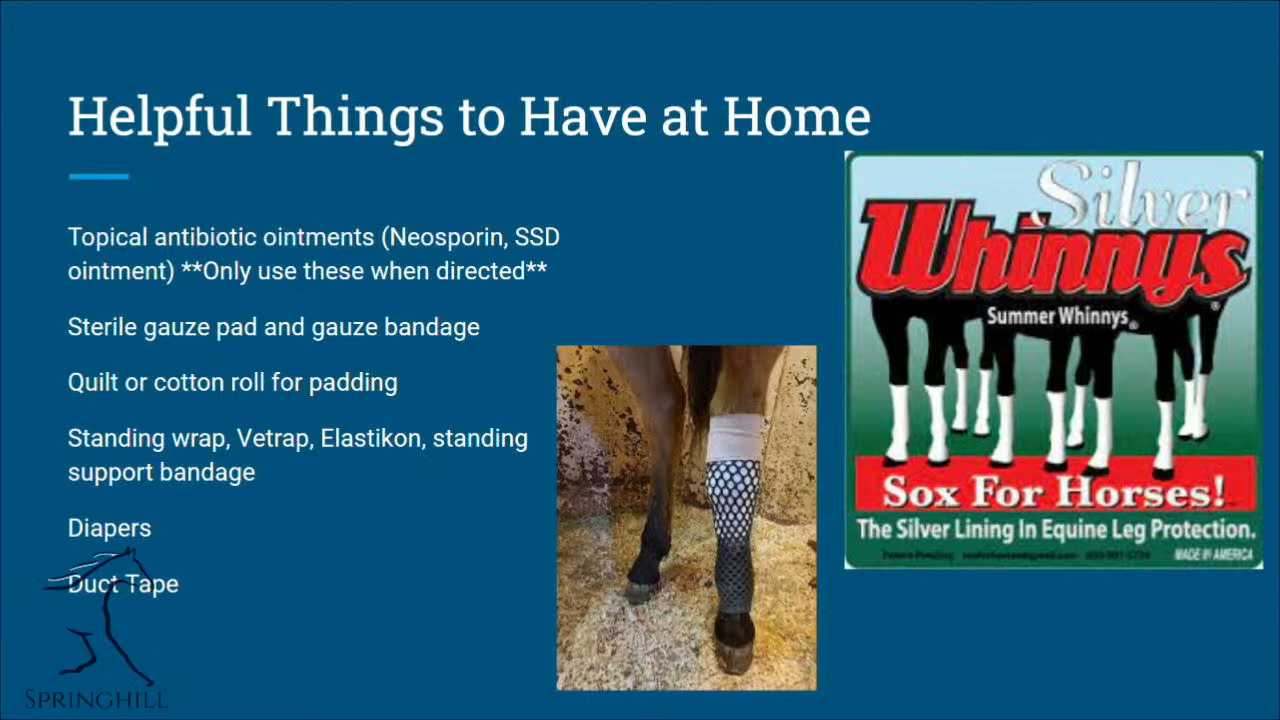 Helpful Things to Have at Home
Topical antibiotic ointments (Neosporin, SSD
ointment) **Only use these when directed**
Sterile gauze pad and gauze bandage
Quilt or cotton roll for padding
Standing wrap, Vetrap, Elastikon, standing
support bandage
Diapers
Duct Tape
SPRINGHILL
Silver
Whinnys®
Summer Whinnys®
Sox For Horses!
The Silver Lining In Equine Leg Protection.
MADE IN AMERICA